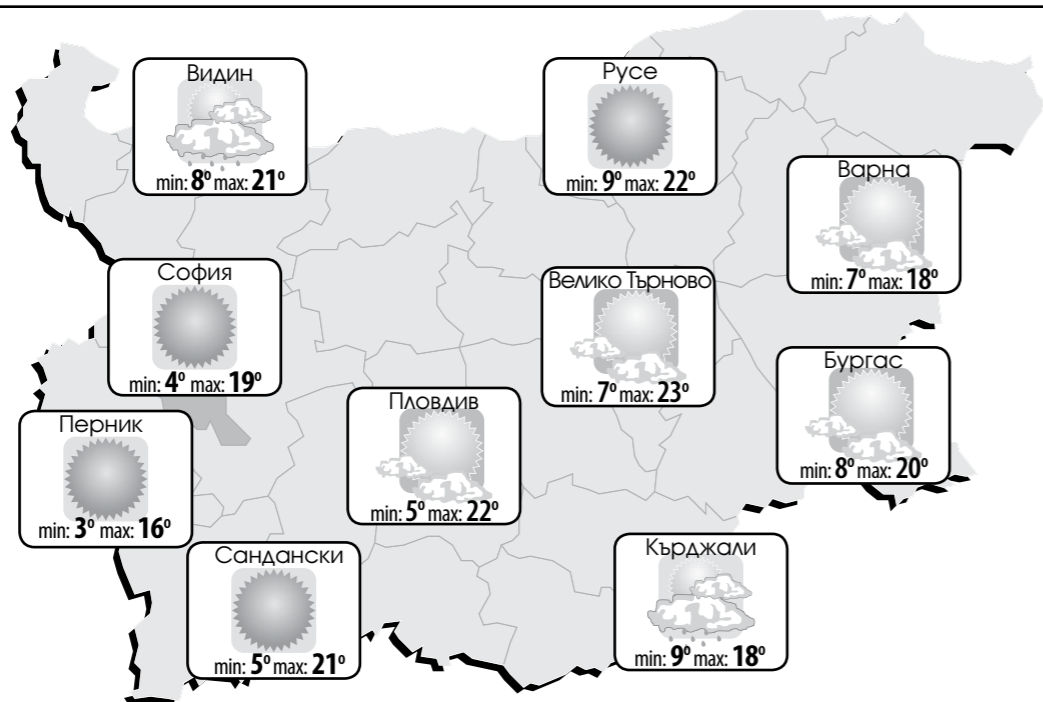 Видин
min: 8° max: 21°
Русе
min: 9° max: 22°
Варна
min: 7° max: 18°
София
min: 4° max: 19°
Велико Търново
min: 7° max: 23°
Бургас
min: 8° max: 20°
Пловдив
min: 5° max: 22°
Перник
min: 3° max: 16°
Сандански
min: 5° max: 21°
Кърджали
min: 9° max: 18°